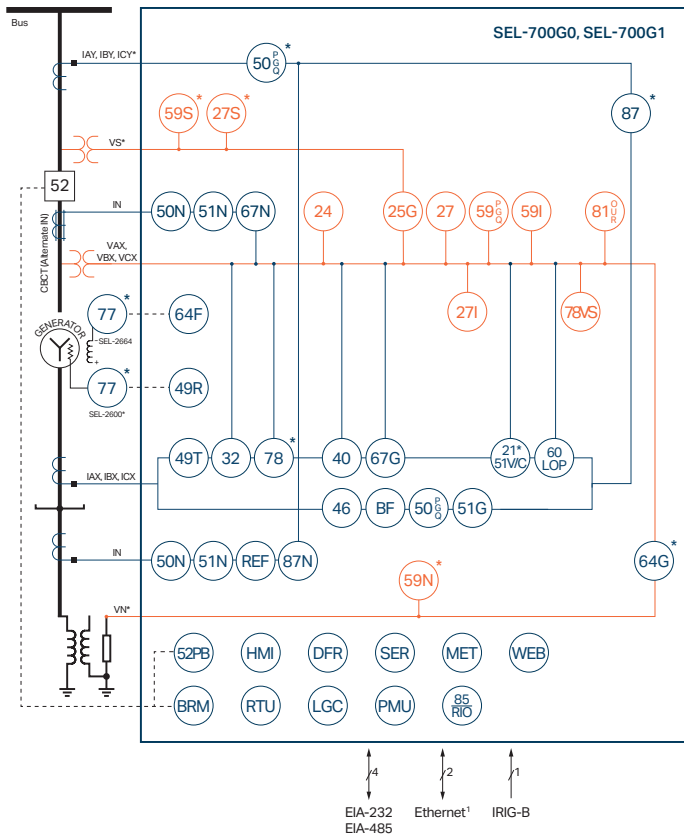 Bus
SEL-700G0, SEL-700G1
IAY, IBY, ICY*
50 P G Q *
87 *
59S *
27S *
VS*
52
IN
50N
51N
67N
24
25G
27
59 P G Q
59I
81 O U R
CBCT (Alternate IN)
VAX,
VBX, VCX
27I
78VS
77 *
64F
SEL-2664
GENERATOR
-
+
77 *
49R
SEL-2600*
49T
32
78 *
40
67G
21*
51V/C
60
LOP
IAX, IBX, ICX
46
BF
50 P G Q
51G
IN
50N
51N
REF
87N
59N *
64G *
VN*
52PB
HMI
DFR
SER
MET
WEB
BRM
RTU
LGC
PMU
85
RIO
4
2
1
EIA-232
EIA-485
Ethernet¹
IRIG-B